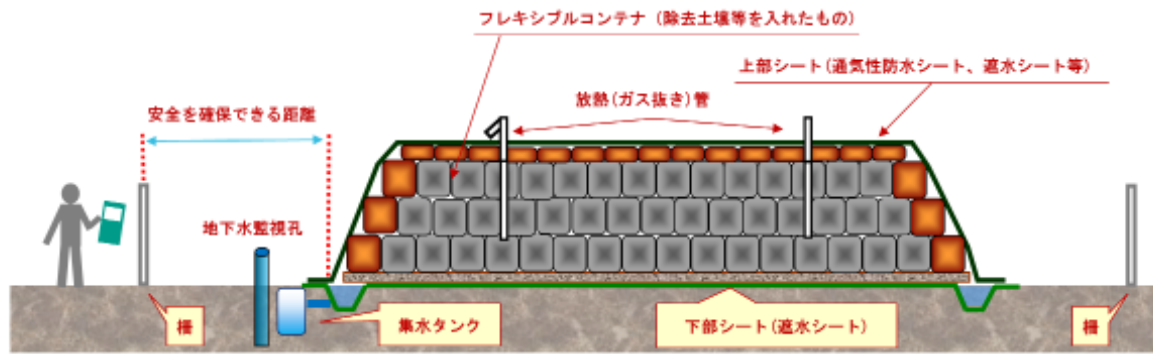 フレキシブルコンテナ（除去土壌等を入れたもの）
上部シート(通気性防水シート、遮水シート等)
放熱(ガス抜き)管
安全を確保できる距離
地下水監視孔
柵
集水タンク
下部シート(遮水シート)
柵